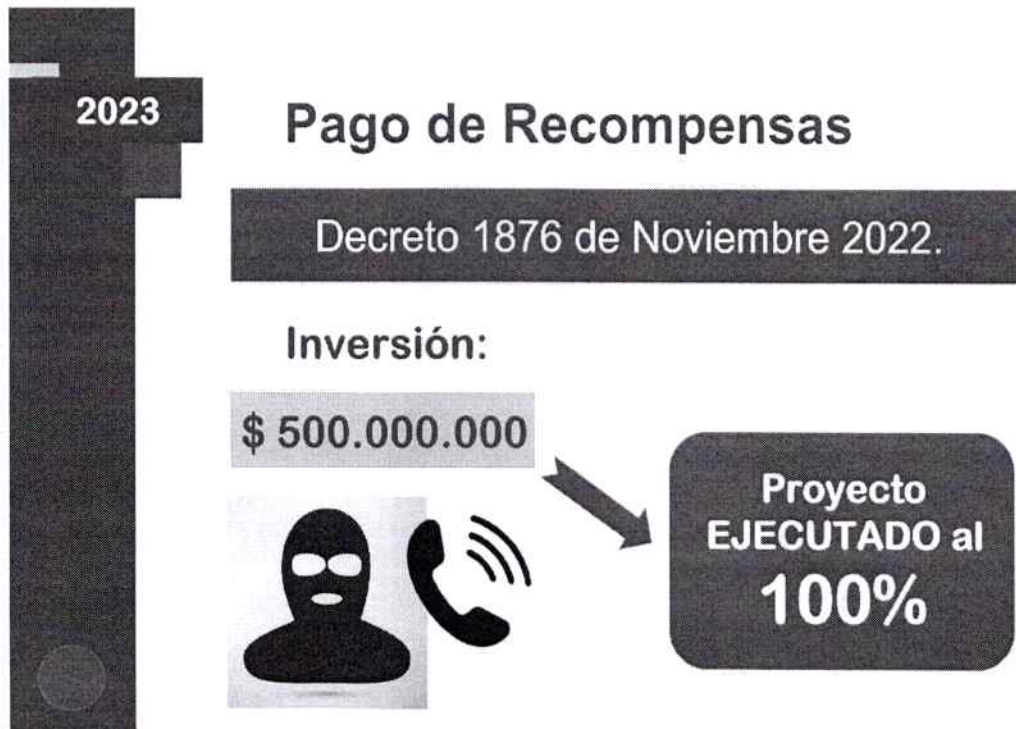 2023
Pago de Recompensas
Decreto 1876 de Noviembre 2022.
Inversión:
$ 500.000.000
Proyecto
EJECUTADO al
100%